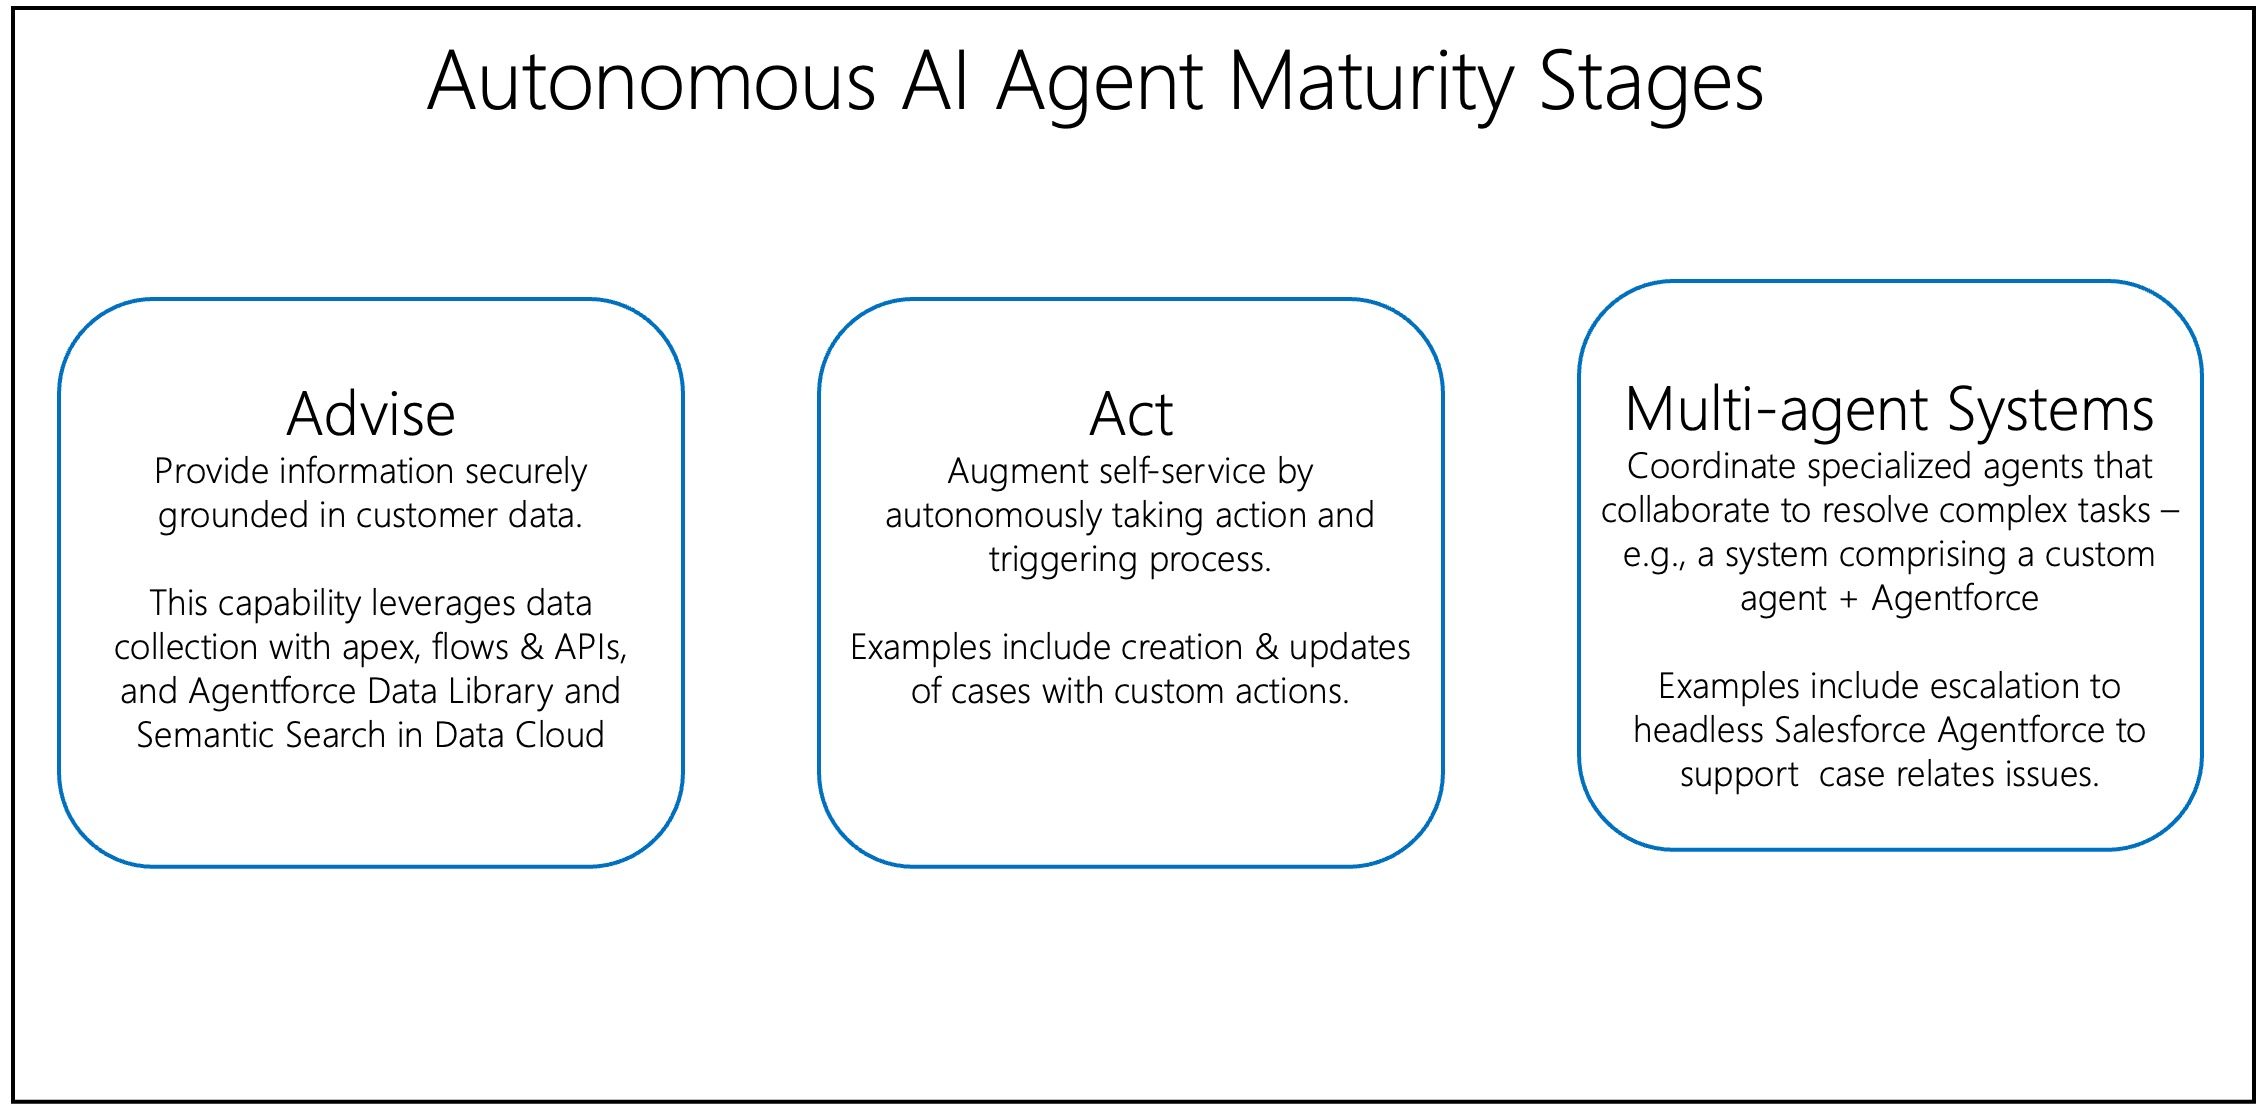 Autonomous AI Agent Maturity Stages
Advise
Provide information securely
grounded in customer data.
This capability leverages data
collection with apex, flows & APIs,
and Agentforce Data Library and
Semantic Search in Data Cloud
Act
Augment self-service by
autonomously taking action and
triggering process.
Examples include creation & updates
of cases with custom actions.
Multi-agent Systems
Coordinate specialized agents that
collaborate to resolve complex tasks –
e.g., a system comprising a custom
agent + Agentforce
Examples include escalation to
headless Salesforce Agentforce to
support  case relates issues.